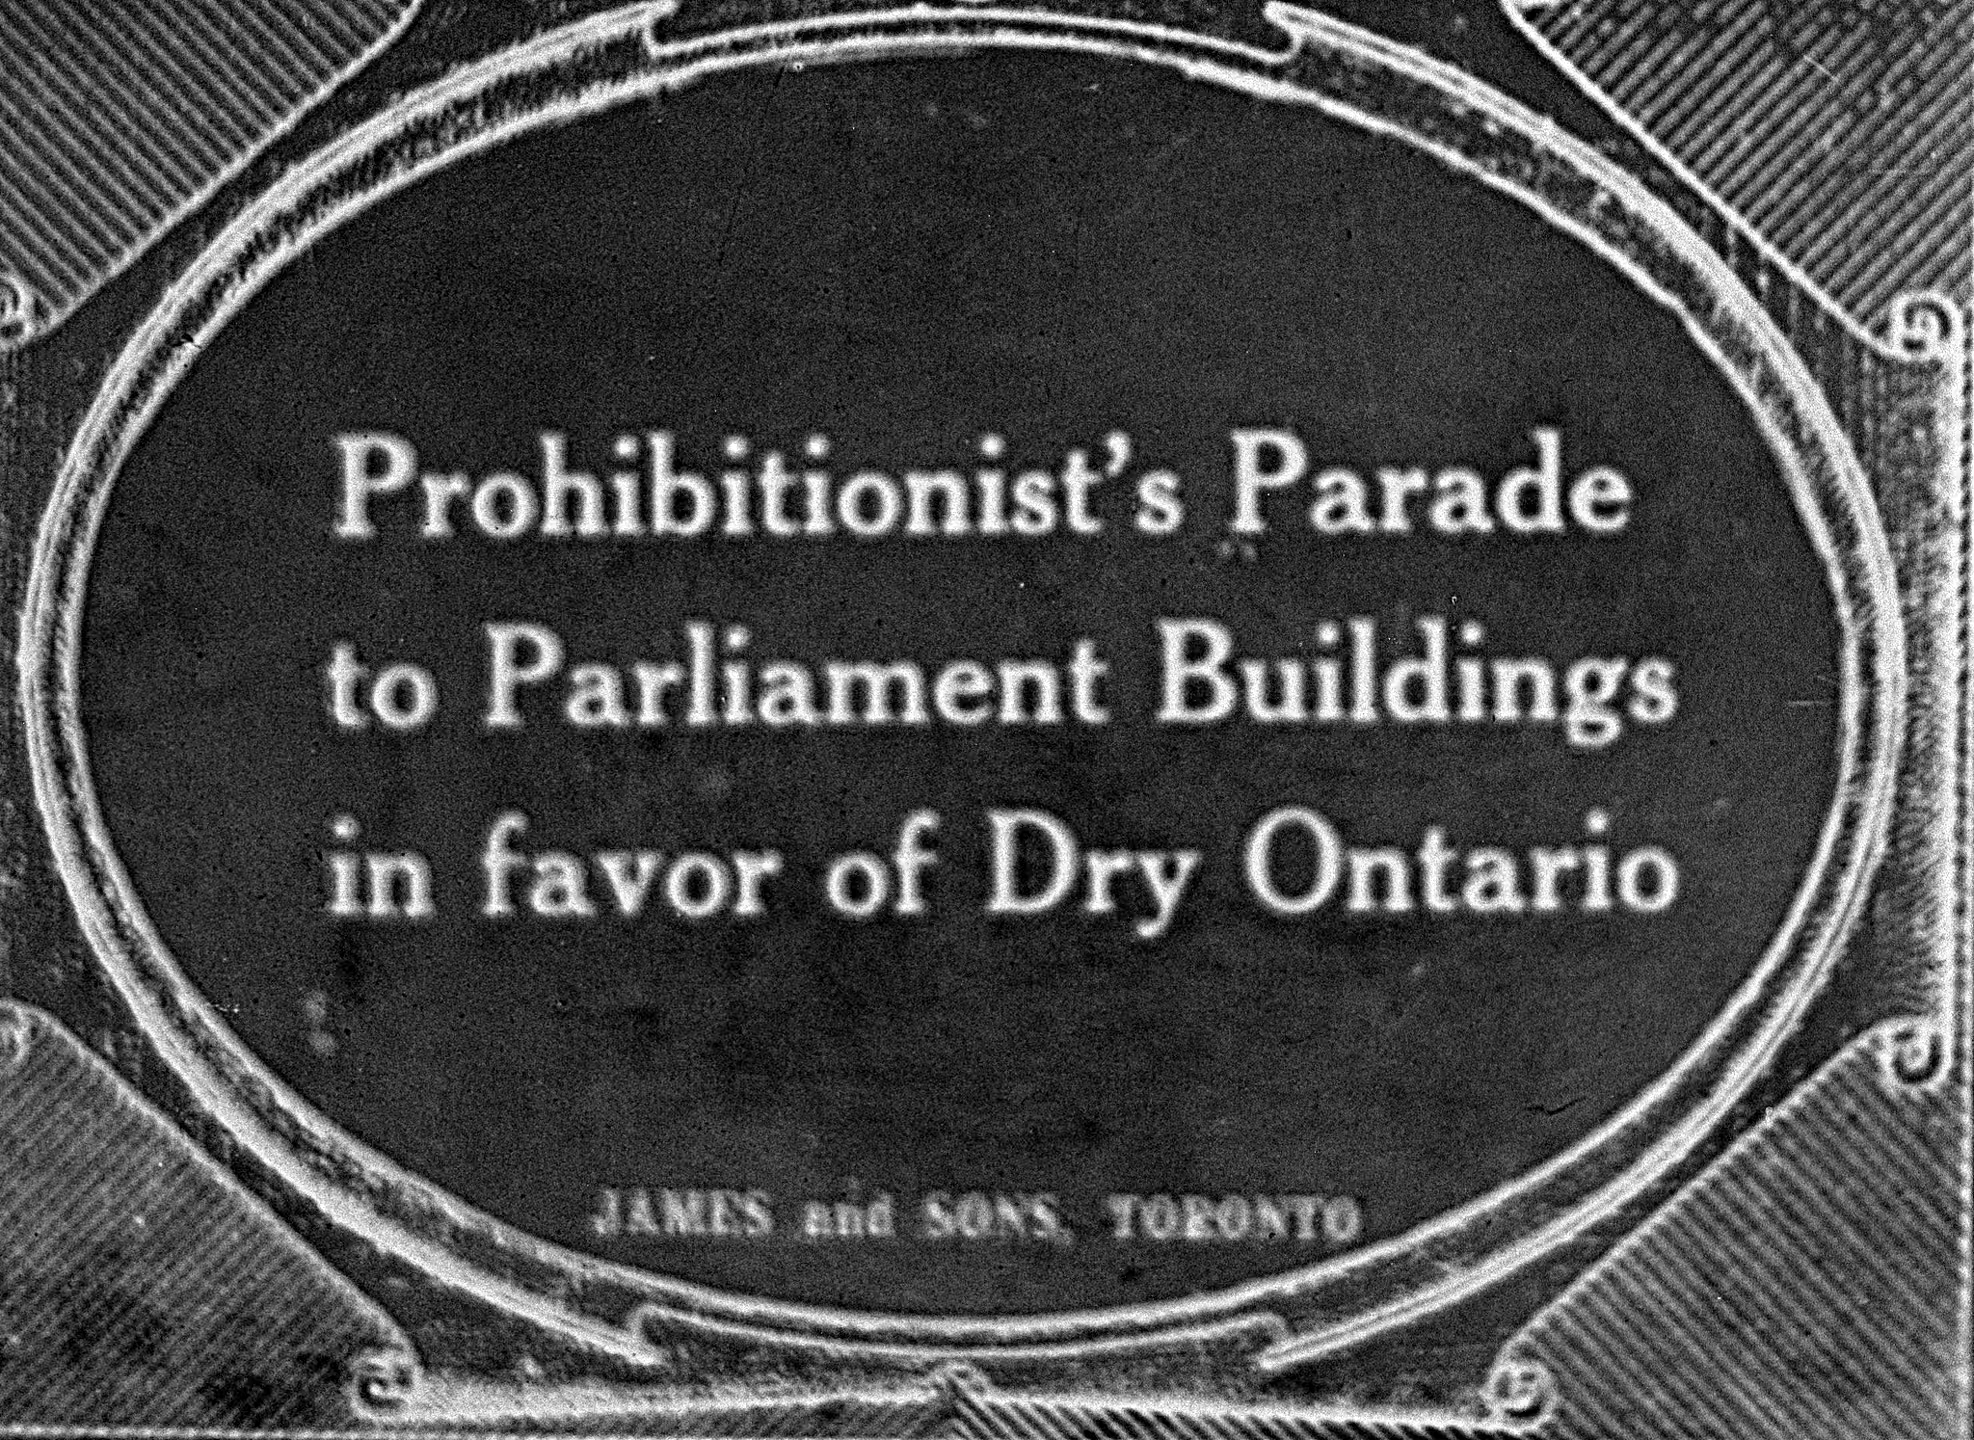 Prohibitionist's Parade
to Parliament Buildings
in favor of Dry Ontario
JAMES and SONS, TORONTO